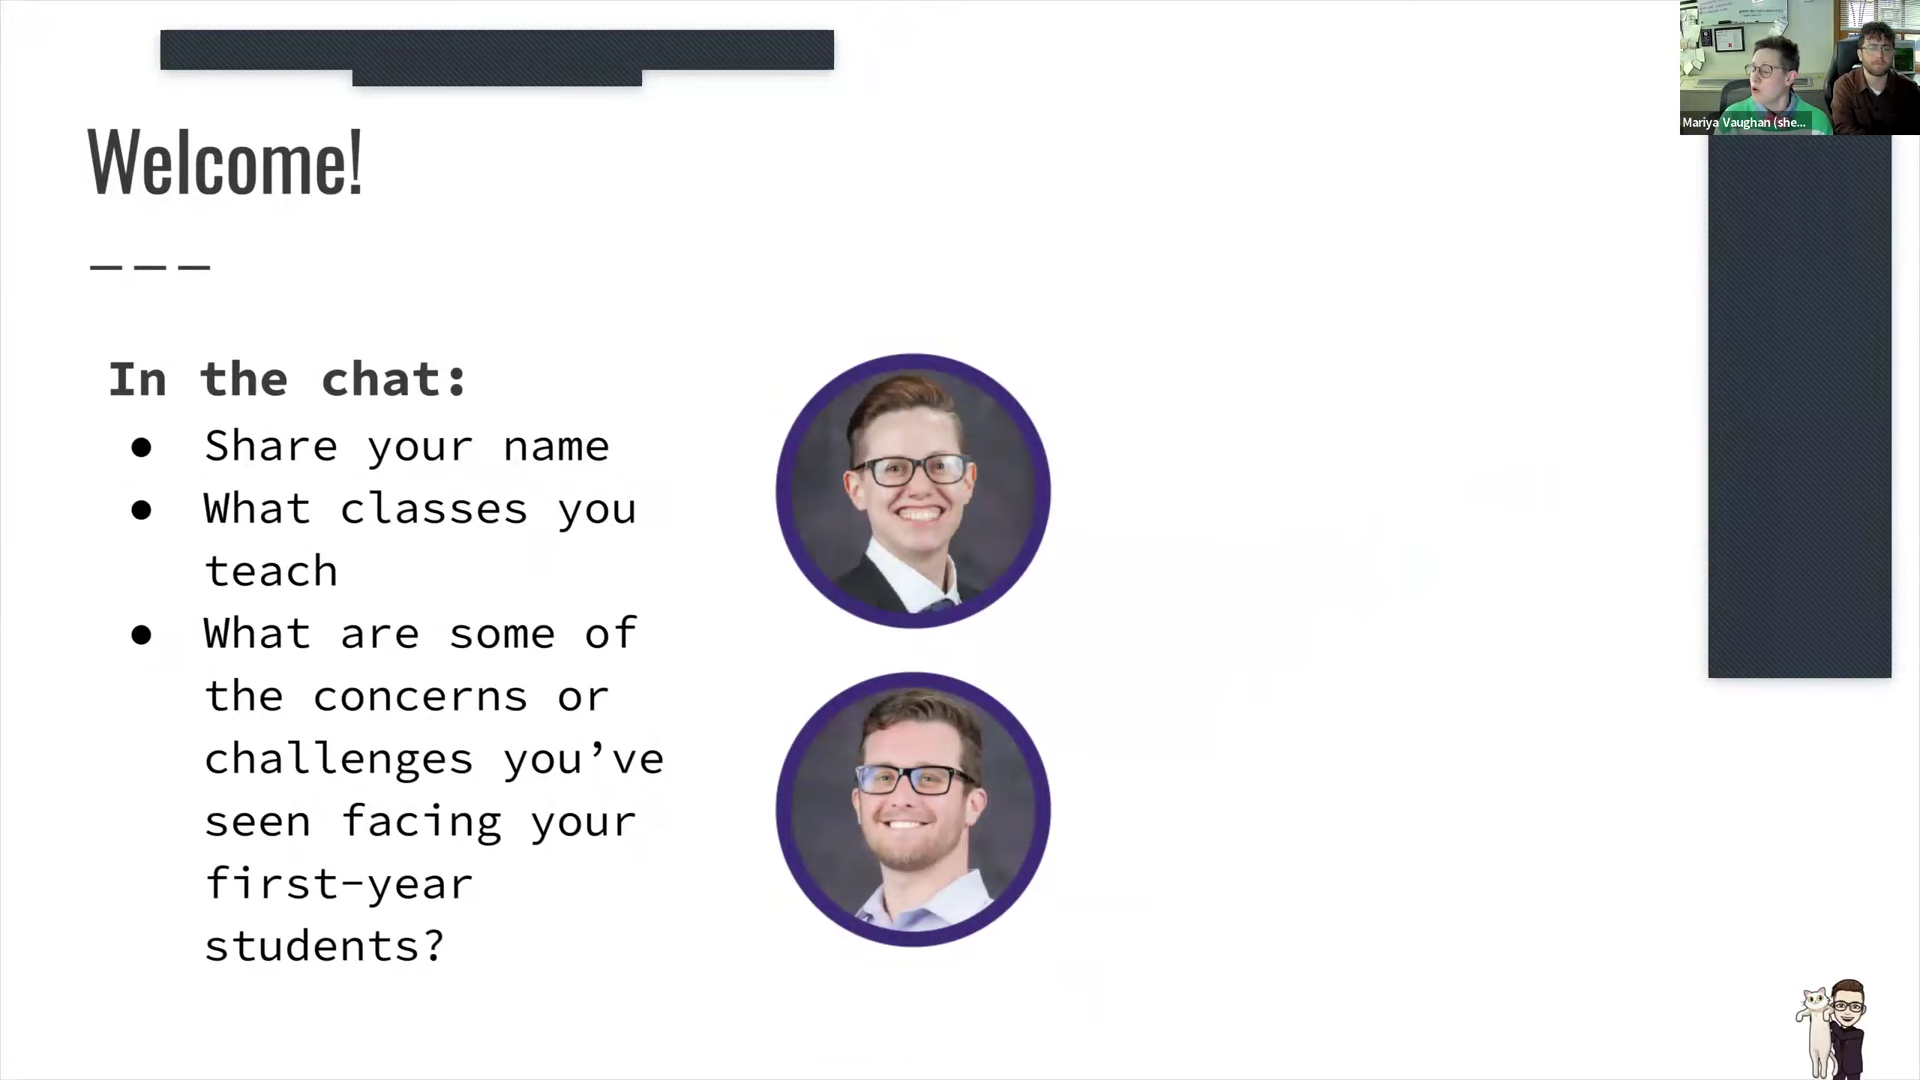 Welcome!
In the chat:
● Share your name
● What classes you
teach
● What are some of
the concerns or
challenges you’ve
seen facing your
first-year
students?
Mariya Vaughan (she...